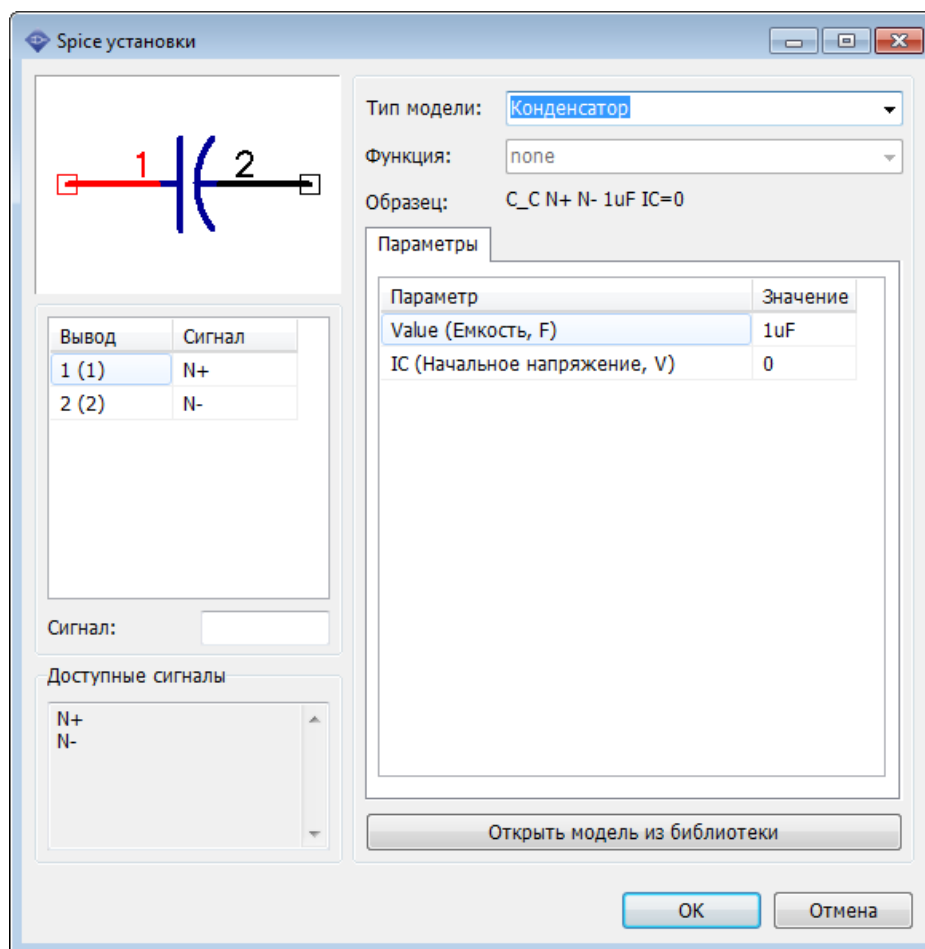 Spice установки
1 2
Вывод Сигнал
1 (1) N+
2 (2) N-
Сигнал:
Доступные сигналы
N+
N-
Тип модели: Конденсатор
Функция: none
Образец: C_C N+ N- 1uF IC=0
Параметры
Параметр Значение
Value (Емкость, F) 1uF
IC (Начальное напряжение, V) 0
Открыть модель из библиотеки
OK Отмена